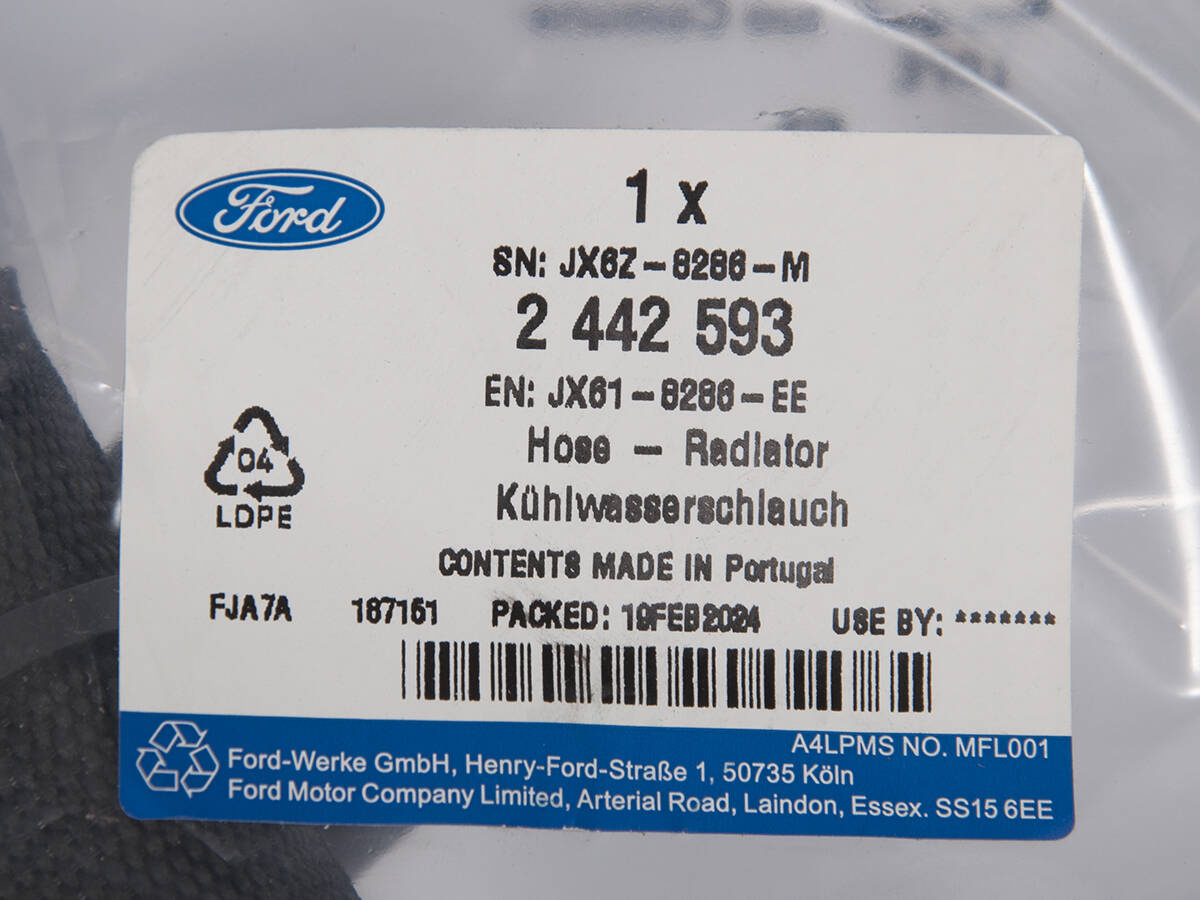 Ford
1 x
SN: JX6Z-8286-M
2 442 593
EN: JX61-8286-EE
Hose - Radiator
Kühlwasserschlauch
04
LDPE
CONTENTS MADE IN Portugal
FJA7A 187151 PACKED: 19FEB2024 USE BY: *******
A4LPMS NO. MFL001
Ford-Werke GmbH, Henry-Ford-Straße 1, 50735 Köln
Ford Motor Company Limited, Arterial Road, Laindon, Essex. SS15 6EE